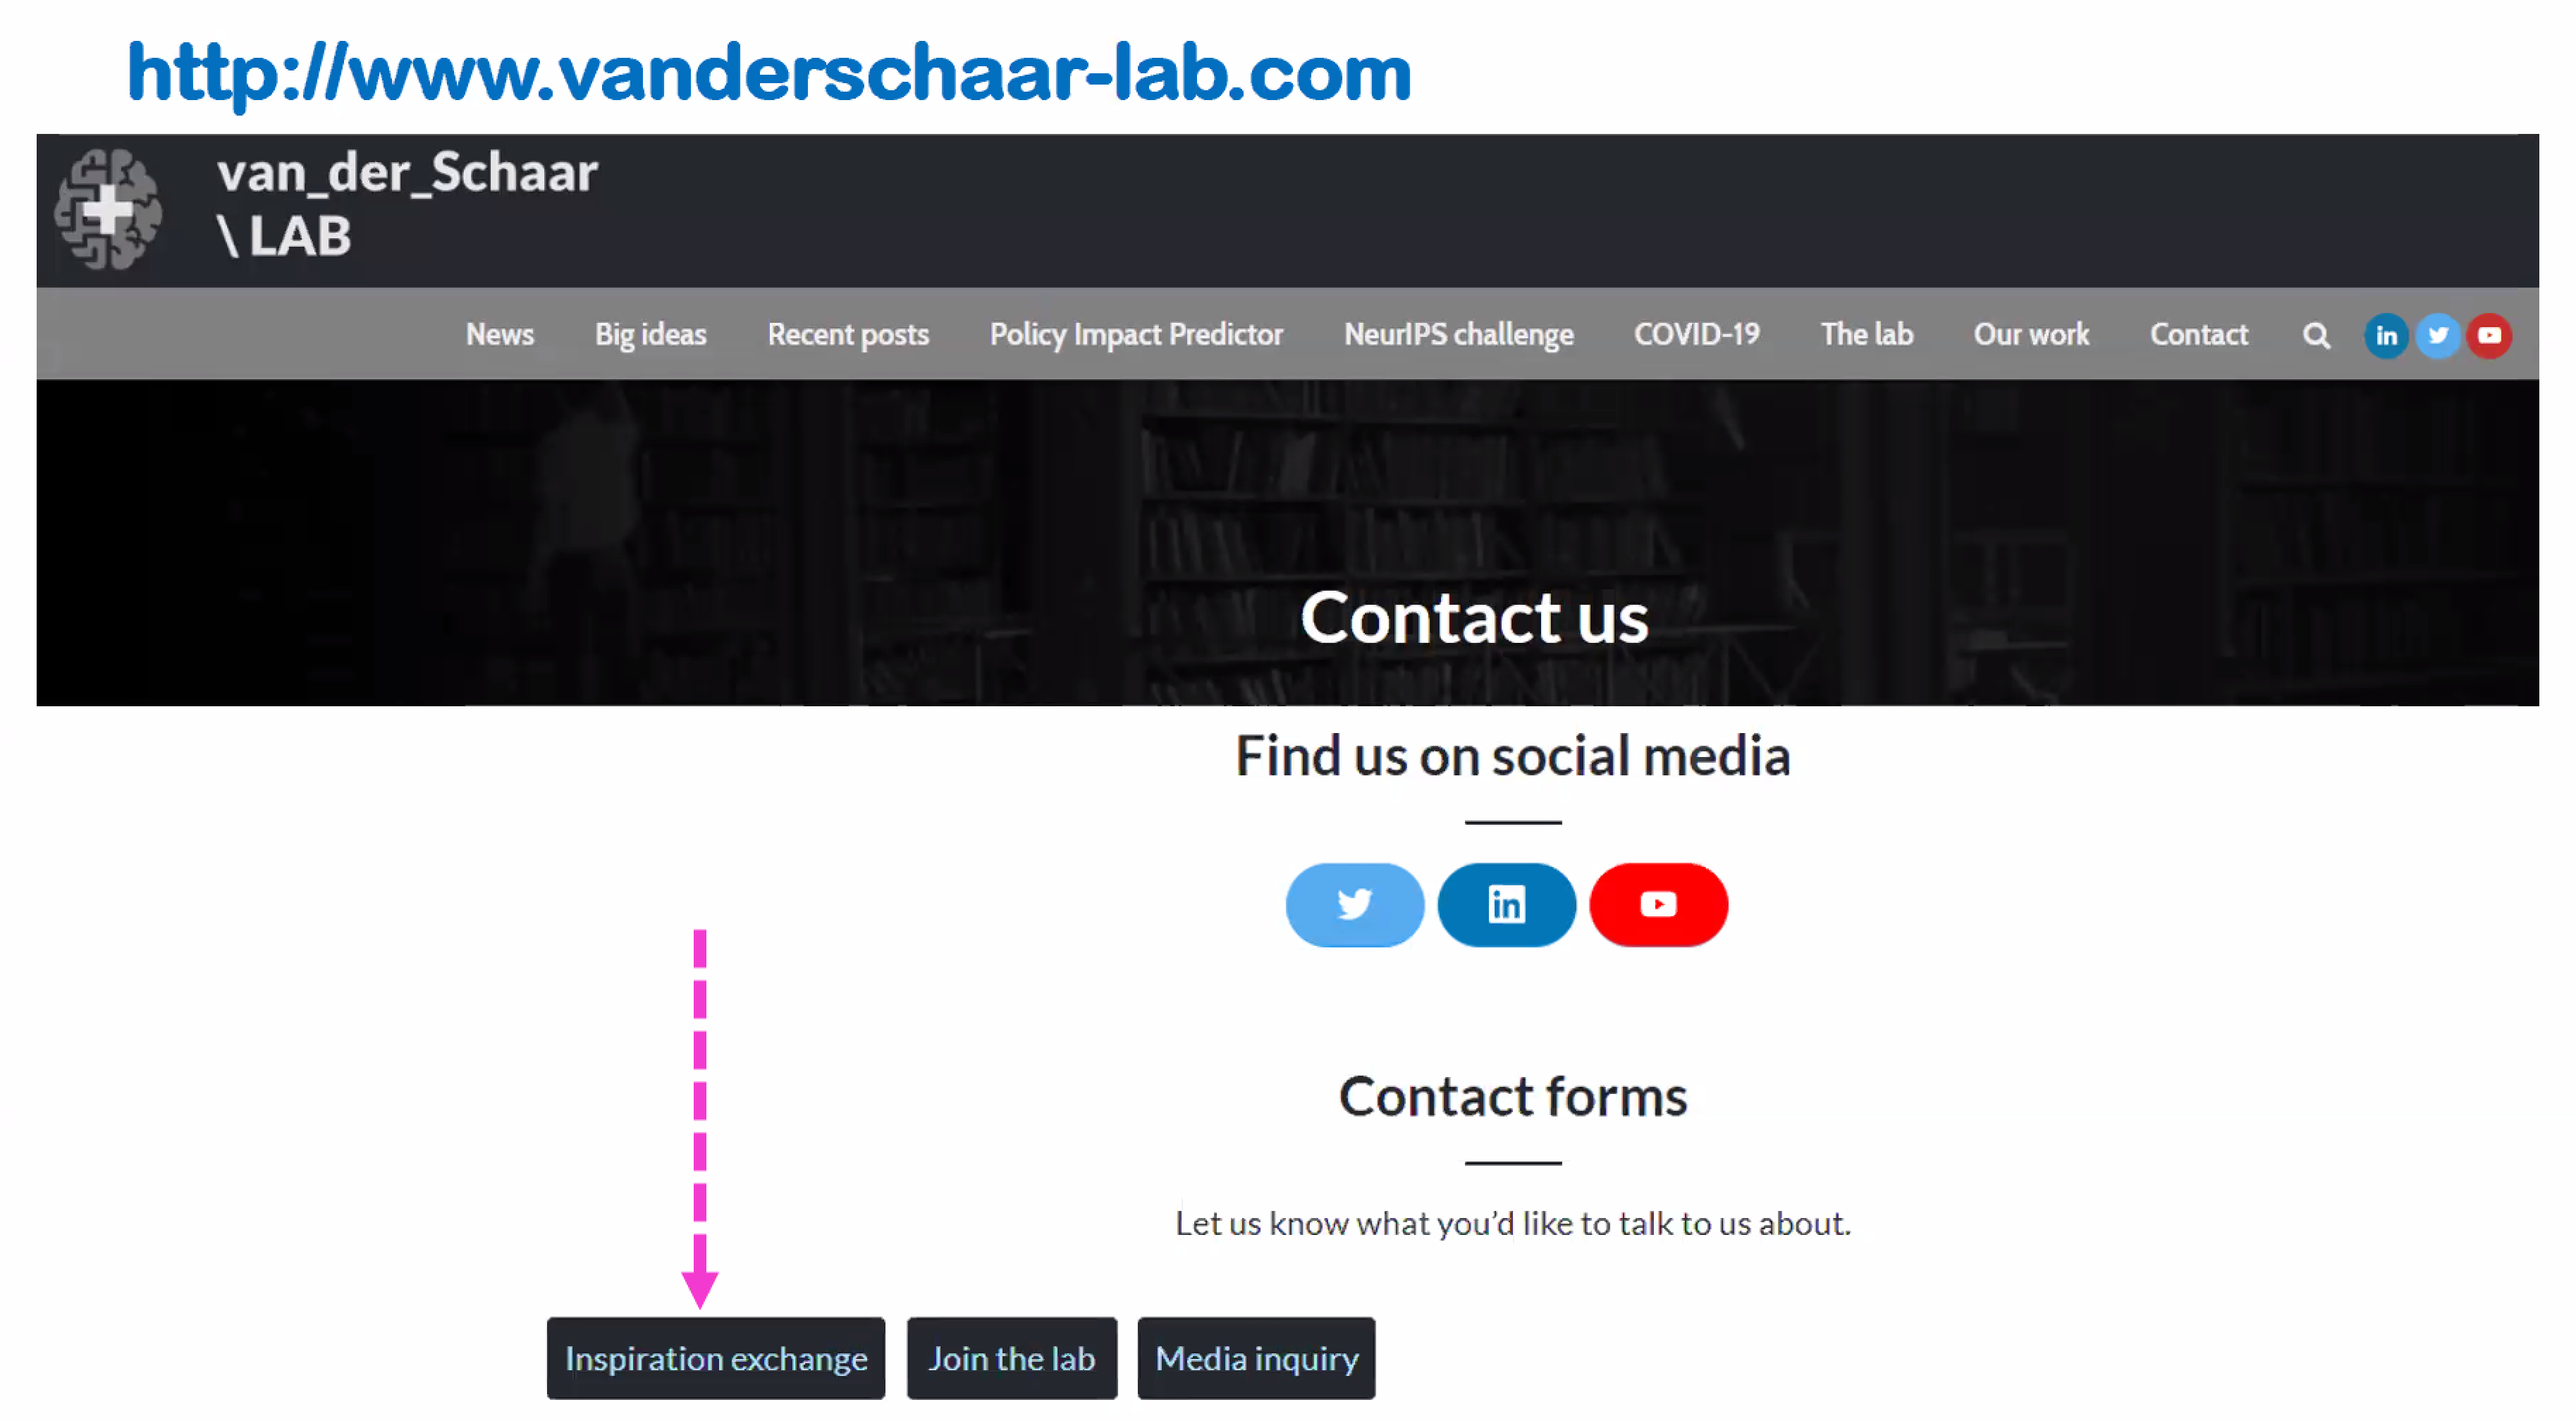 http://www.vanderschaar-lab.com
van_der_Schaar
\ LAB
News Big ideas Recent posts Policy Impact Predictor NeurIPS challenge COVID-19 The lab Our work Contact
Contact us
Find us on social media
in
Contact forms
Let us know what you’d like to talk to us about.
Inspiration exchange Join the lab Media inquiry